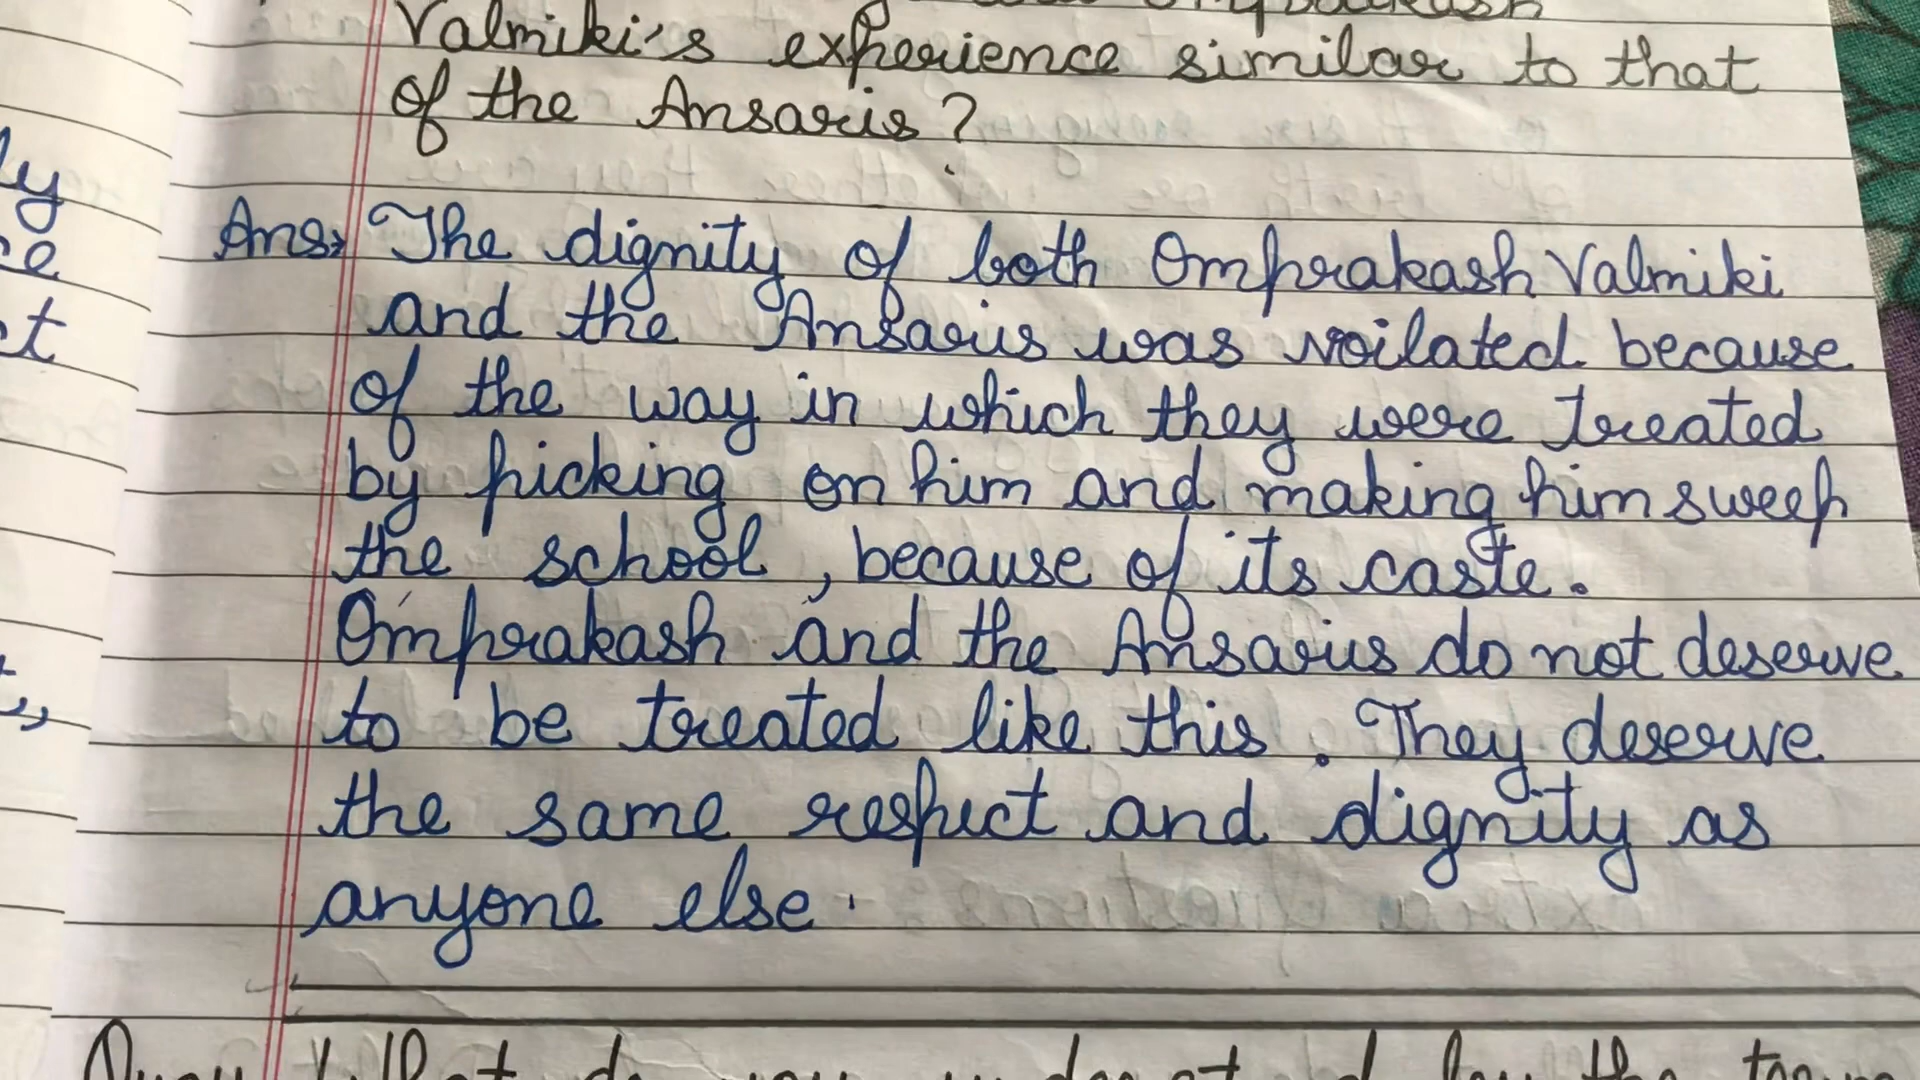 Valmiki's experience similar to that
of the Ansaris?
Ans, The dignity of both Omprakash Valmiki
and the Ansaris was voilated because
of the way in which they were treated
by picking on him and making him sweep
the school, because of its caste.
Omprakash and the Ansaris do not deserve
to be treated like this. They deserve
the same respect and dignity as
anyone else.
ly
t